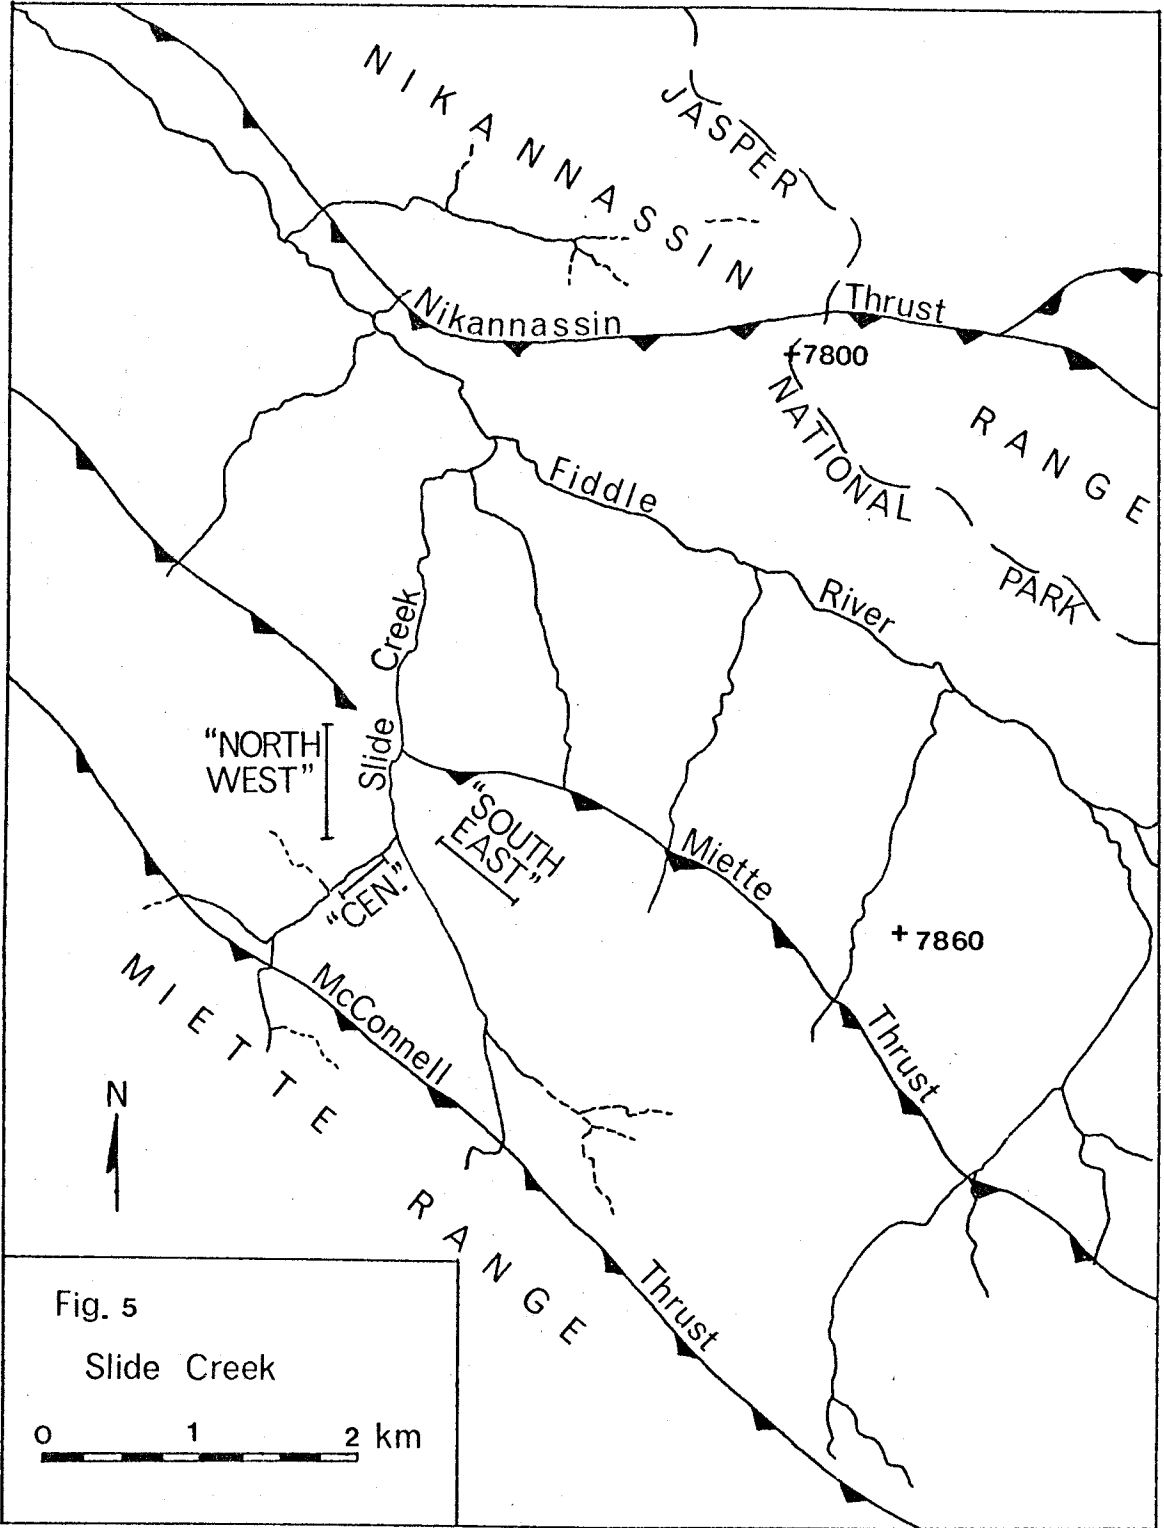 NIKANNASSIN
JASPER
Nikannassin Thrust
+7800
NATIONAL
RANGE
PARK
Fiddle
River
Creek
Slide
"NORTH
WEST"
"SOUTH
EAST"
"CEN."
Miette
Thrust
+7860
MIETTE
McConnell
RANGE
Thrust
N
Fig. 5
Slide Creek
0 1 2 km